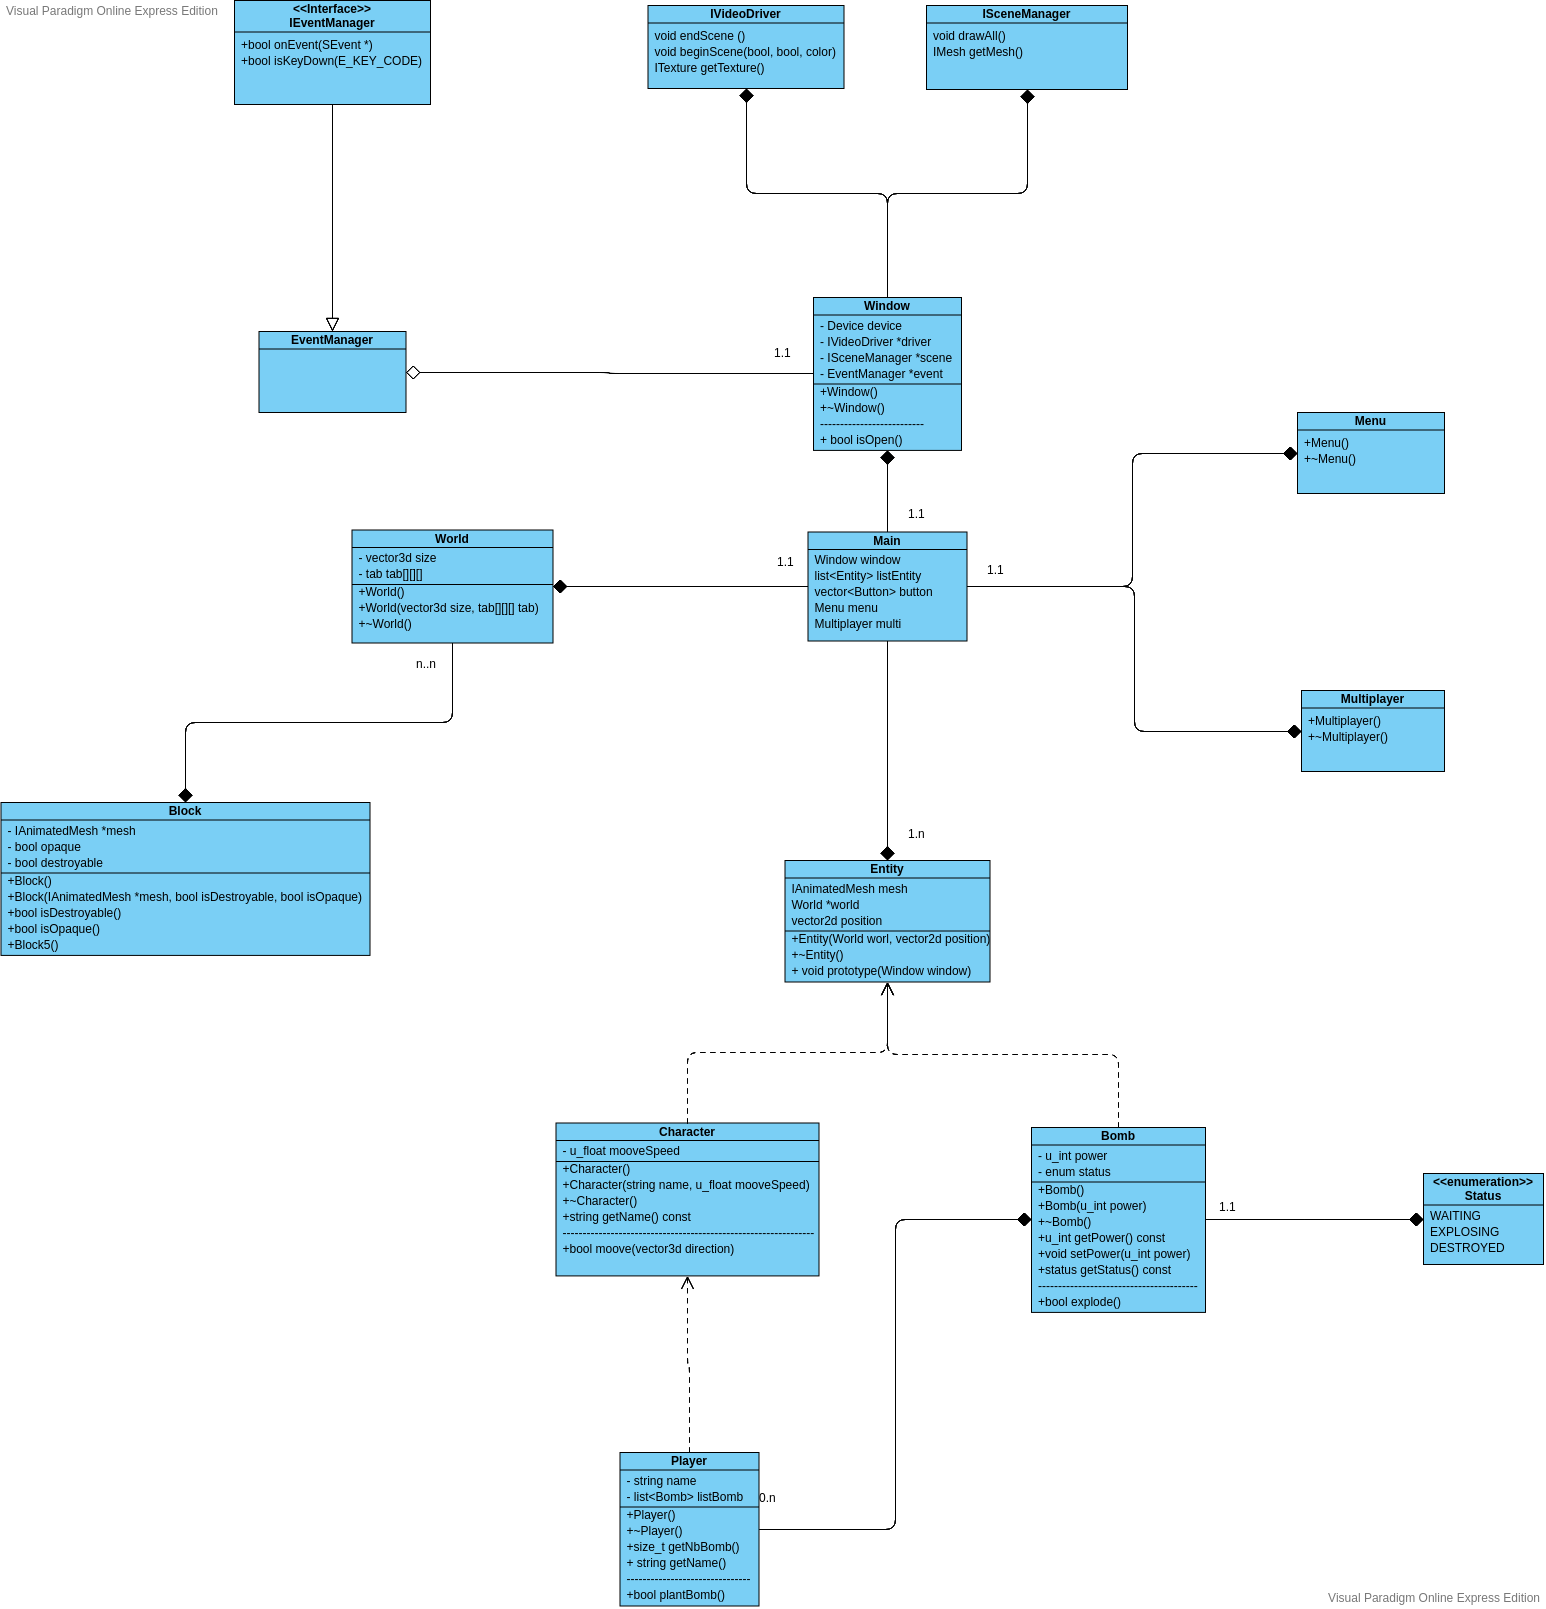 Visual Paradigm Online Express Edition
<<Interface>>
IEventManager
+bool onEvent(SEvent *)
+bool isKeyDown(E_KEY_CODE)
IVideoDriver
void endScene ()
void beginScene(bool, bool, color)
ITexture getTexture()
ISceneManager
void drawAll()
IMesh getMesh()
EventManager
1.1
Window
- Device device
- IVideoDriver *driver
- ISceneManager *scene
- EventManager *event
+Window()
+~Window()
--------------------------
+ bool isOpen()
Menu
+Menu()
+~Menu()
1.1
World
- vector3d size
- tab tab[][][]
+World()
+World(vector3d size, tab[][][] tab)
+~World()
1.1
Main
Window window
list<Entity> listEntity
vector<Button> button
Menu menu
Multiplayer multi
1.1
n..n
Multiplayer
+Multiplayer()
+~Multiplayer()
Block
- IAnimatedMesh *mesh
- bool opaque
- bool destroyable
+Block()
+Block(IAnimatedMesh *mesh, bool isDestroyable, bool isOpaque)
+bool isDestroyable()
+bool isOpaque()
+Block5()
1.n
Entity
IAnimatedMesh mesh
World *world
vector2d position
+Entity(World worl, vector2d position)
+~Entity()
+ void prototype(Window window)
Character
- u_float mooveSpeed
+Character()
+Character(string name, u_float mooveSpeed)
+~Character()
+string getName() const
---------------------------------------------------------------
+bool moove(vector3d direction)
Bomb
- u_int power
- enum status
+Bomb()
+Bomb(u_int power)
+~Bomb()
+u_int getPower() const
+void setPower(u_int power)
+status getStatus() const
----------------------------------------
+bool explode()
1.1
<<enumeration>>
Status
WAITING
EXPLOSING
DESTROYED
Player
- string name
- list<Bomb> listBomb
+Player()
+~Player()
+size_t getNbBomb()
+ string getName()
-------------------------------
+bool plantBomb()
0.n
Visual Paradigm Online Express Edition